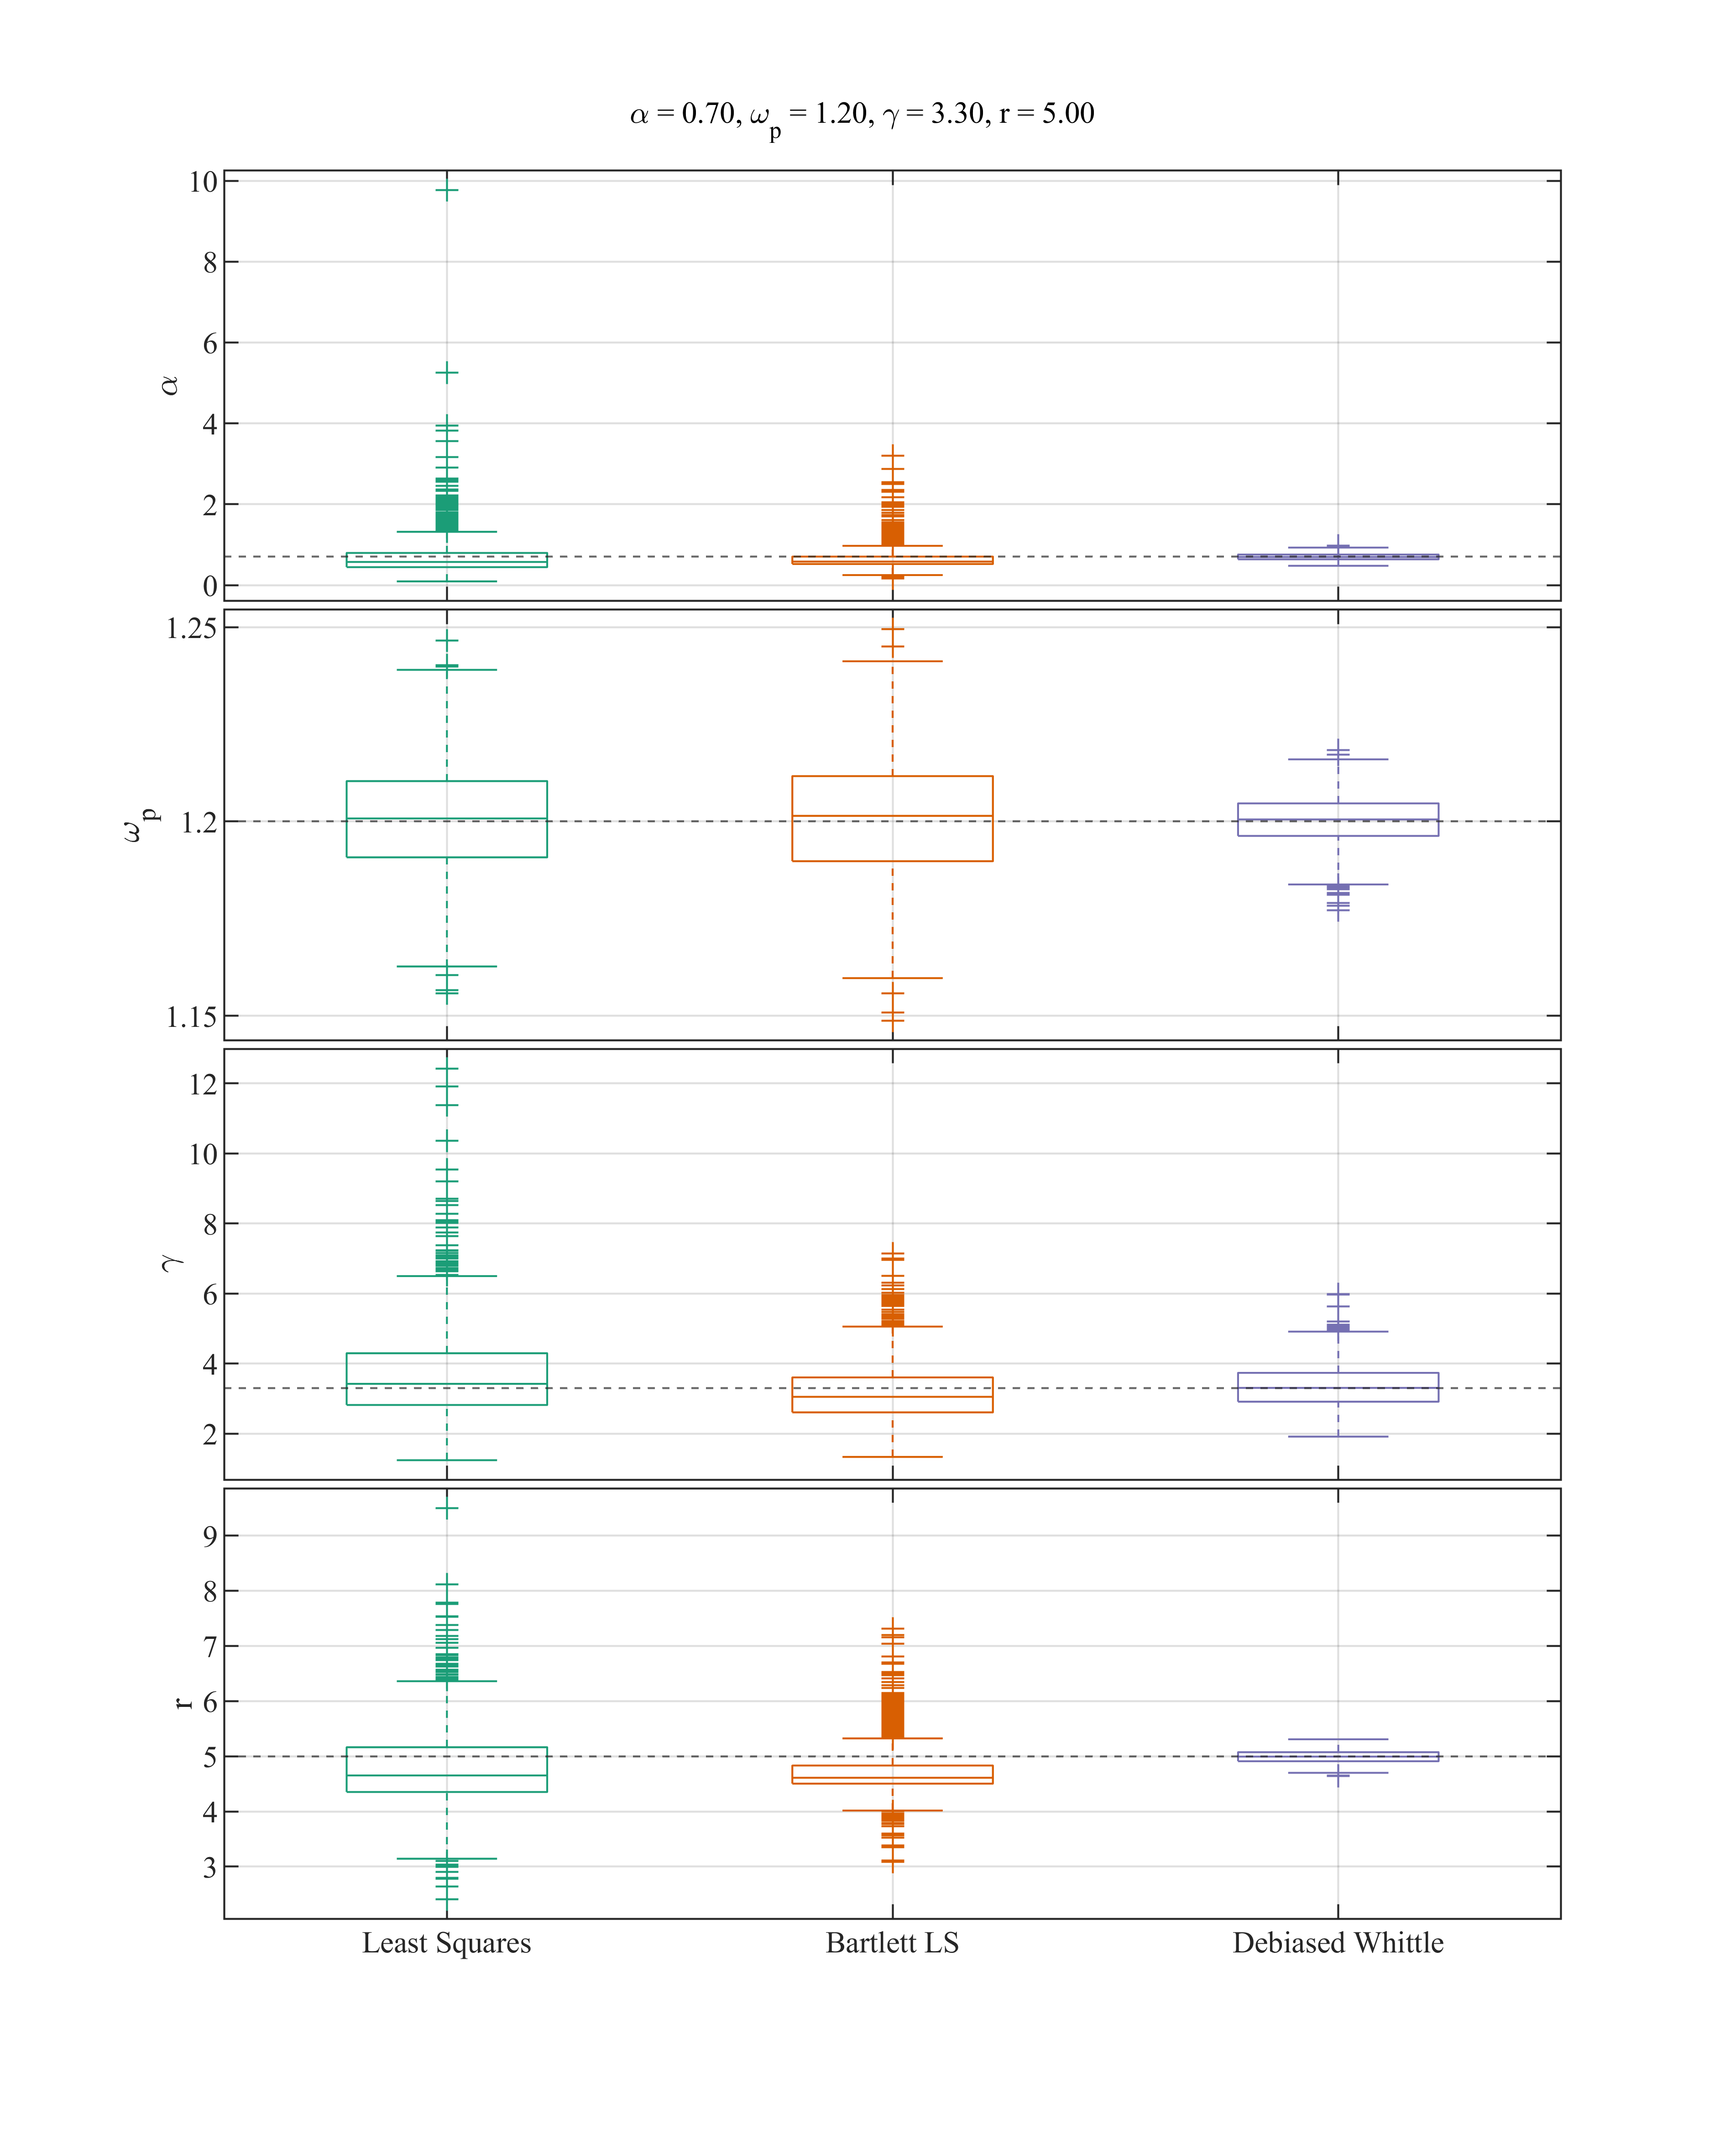 α = 0.70, ωp = 1.20, γ = 3.30, r = 5.00
10
8
6
4
2
0
α
1.25
1.2
1.15
ωp
12
10
8
6
4
2
γ
9
8
7
6
5
4
3
r
Least Squares
Bartlett LS
Debiased Whittle